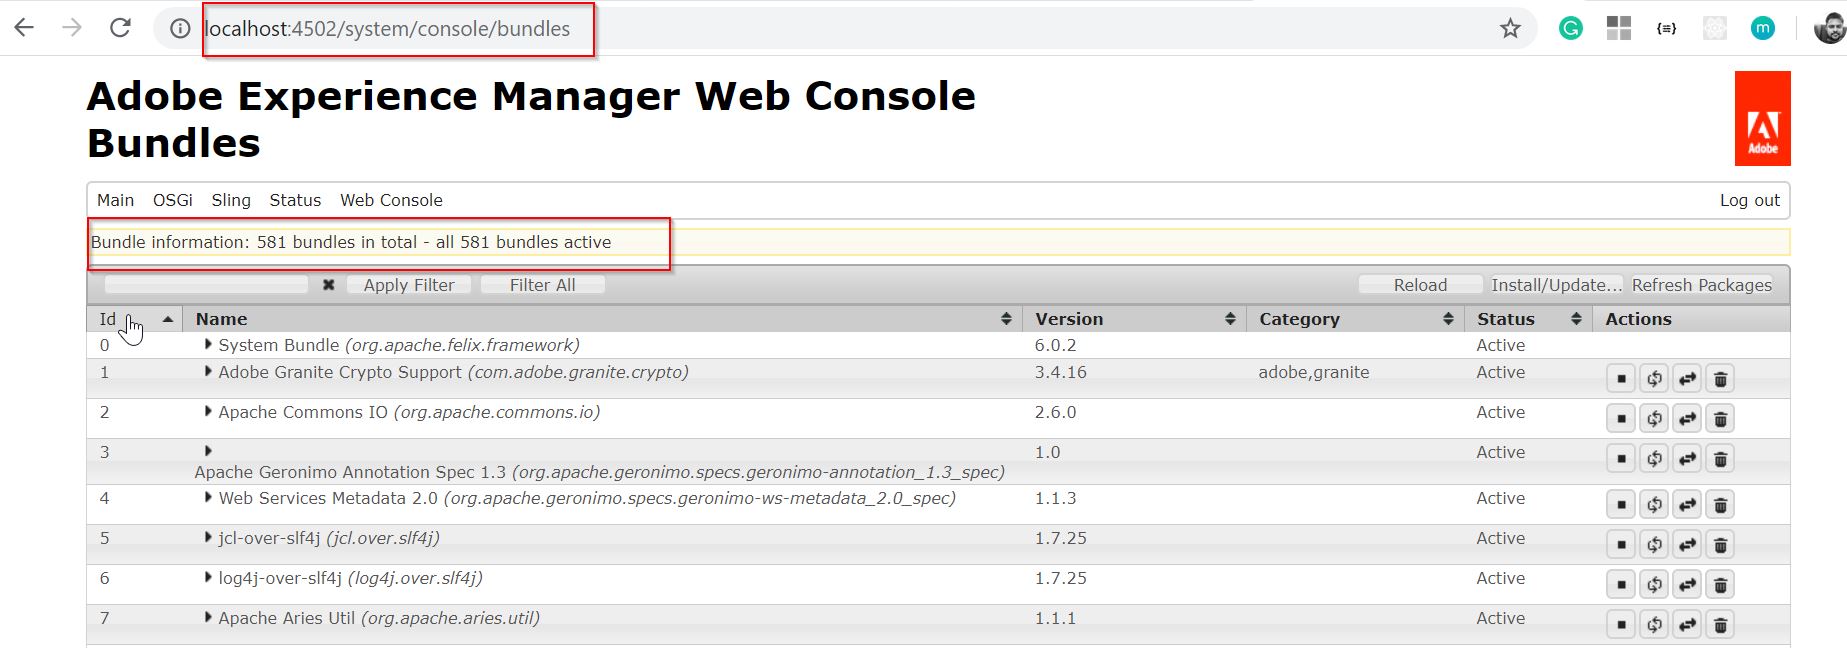 localhost:4502/system/console/bundles
G
{≡}
m
Adobe Experience Manager Web Console
Bundles
Adobe
Main OSGi Sling Status Web Console Log out
Bundle information: 581 bundles in total - all 581 bundles active
Apply Filter Filter All Reload Install/Update... Refresh Packages
Id Name Version Category Status Actions
0 System Bundle (org.apache.felix.framework) 6.0.2 Active
1 Adobe Granite Crypto Support (com.adobe.granite.crypto) 3.4.16 adobe,granite Active
2 Apache Commons IO (org.apache.commons.io) 2.6.0 Active
3 1.0 Active
Apache Geronimo Annotation Spec 1.3 (org.apache.geronimo.specs.geronimo-annotation_1.3_spec)
4 Web Services Metadata 2.0 (org.apache.geronimo.specs.geronimo-ws-metadata_2.0_spec) 1.1.3 Active
5 jcl-over-slf4j (jcl.over.slf4j) 1.7.25 Active
6 log4j-over-slf4j (log4j.over.slf4j) 1.7.25 Active
7 Apache Aries Util (org.apache.aries.util) 1.1.1 Active